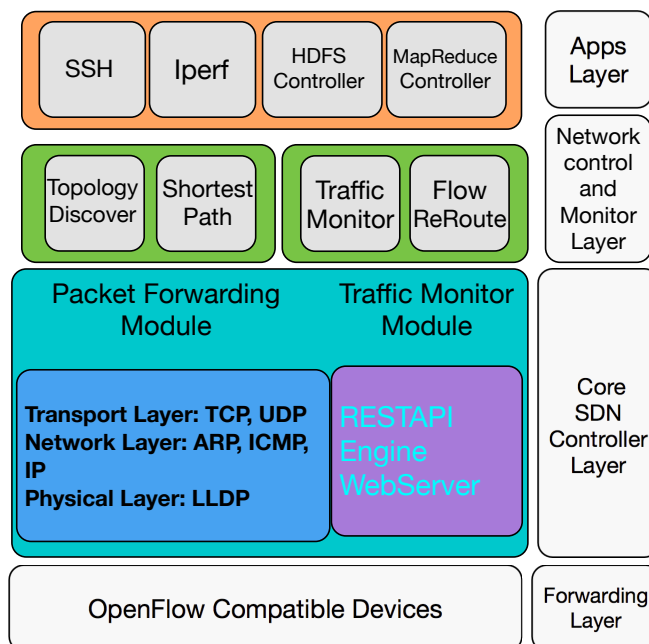 SSH
Iperf
HDFS
Controller
MapReduce
Controller
Apps
Layer
Topology
Discover
Shortest
Path
Traffic
Monitor
Flow
ReRoute
Network
control
and
Monitor
Layer
Packet Forwarding
Module
Traffic Monitor
Module
Transport Layer: TCP, UDP
Network Layer: ARP, ICMP,
IP
Physical Layer: LLDP
RESTAPI
Engine
WebServer
Core
SDN
Controller
Layer
OpenFlow Compatible Devices
Forwarding
Layer